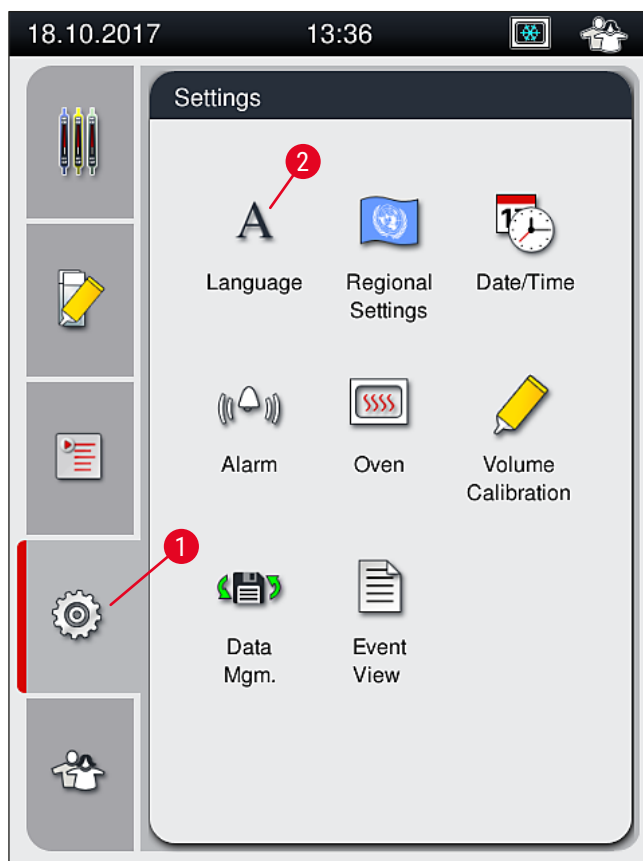 18.10.2017 13:36
Settings
2
A
Language
Regional
Settings
17
Date/Time
Alarm
Oven
Volume
Calibration
1
Data
Mgm.
Event
View